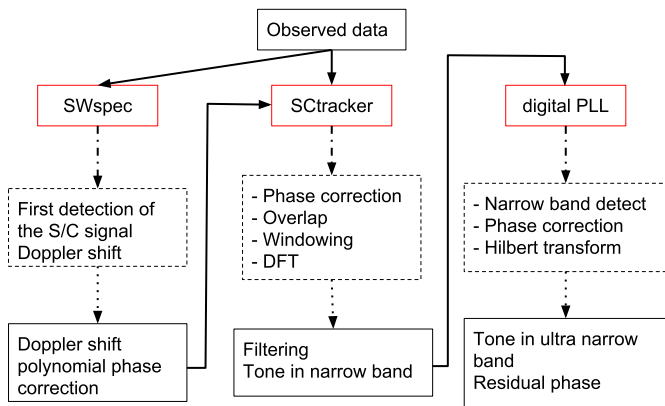 Observed data
SWspec
SCtracker
digital PLL
First detection of
the S/C signal
Doppler shift
- Phase correction
- Overlap
- Windowing
- DFT
- Narrow band detect
- Phase correction
- Hilbert transform
Doppler shift
polynomial phase
correction
Filtering
Tone in narrow band
Tone in ultra narrow
band
Residual phase